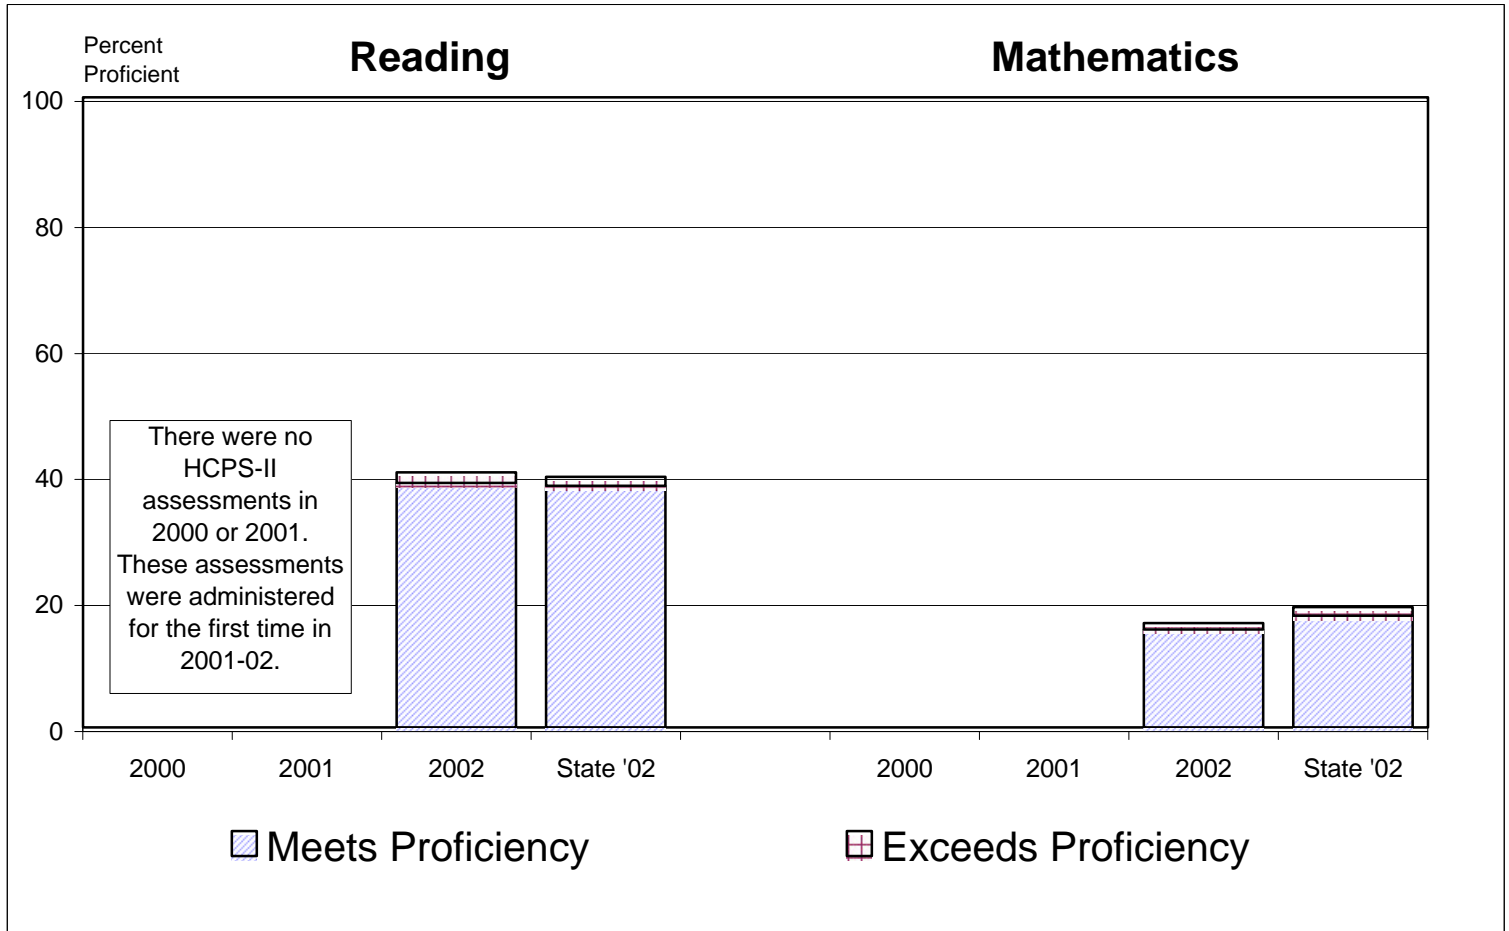 Percent
Proficient
Reading
Mathematics
100
80
60
40
20
0
There were no
HCPS-II
assessments in
2000 or 2001.
These assessments
were administered
for the first time in
2001-02.
2000 2001 2002 State '02 2000 2001 2002 State '02
Meets Proficiency Exceeds Proficiency